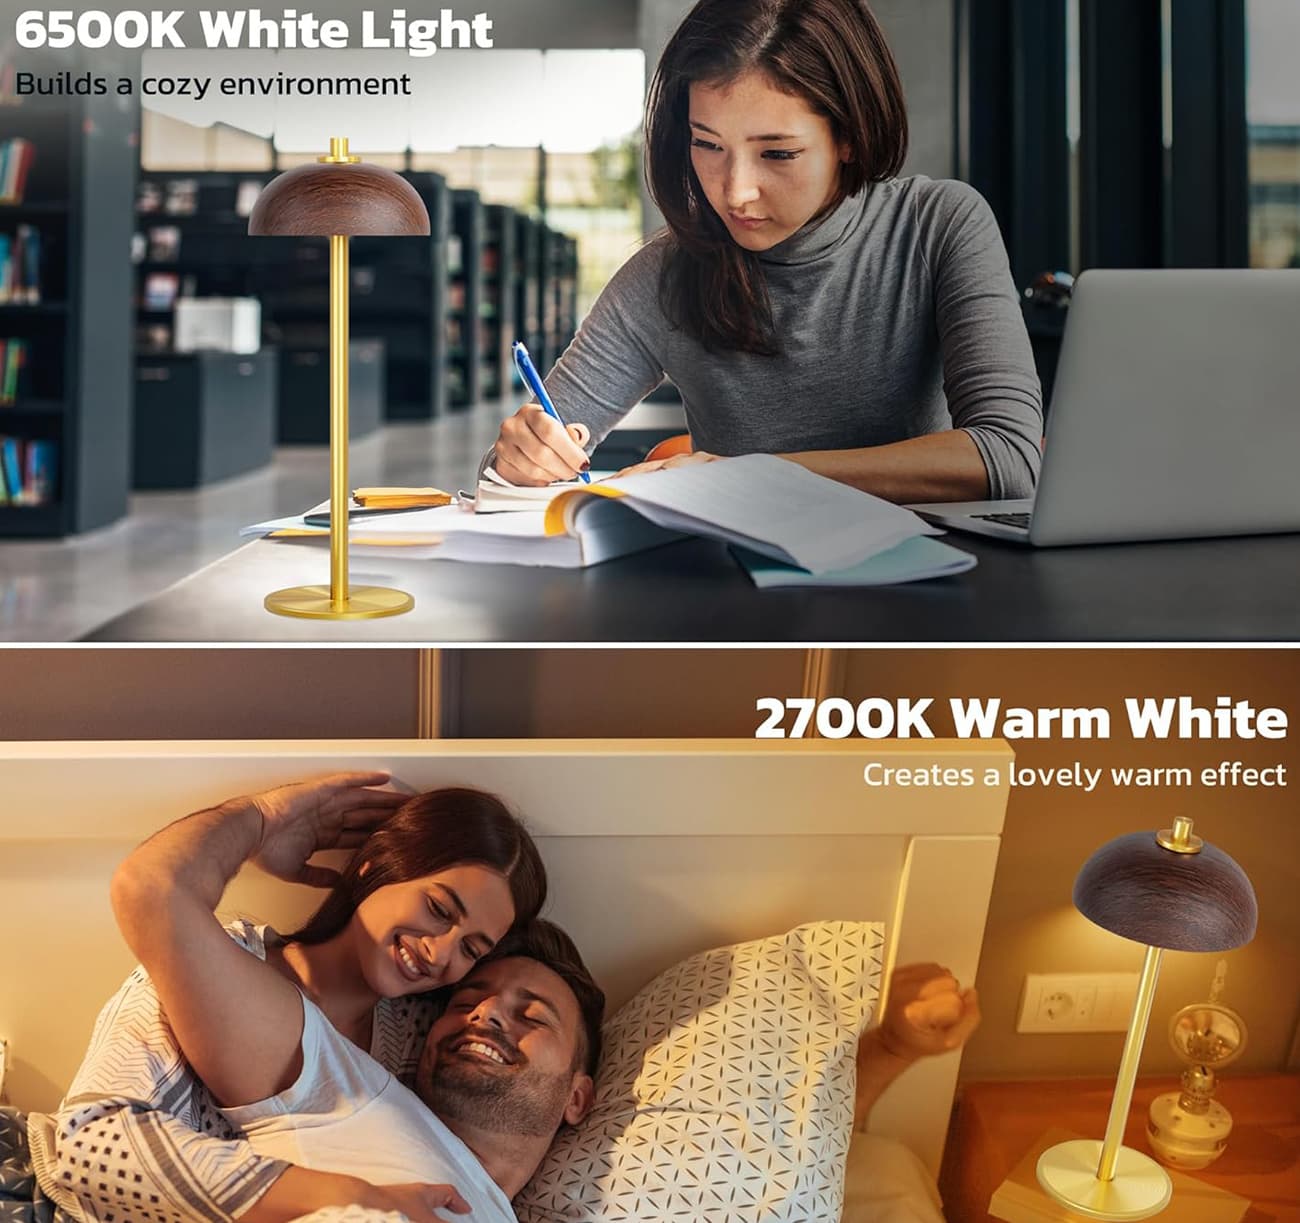 6500K White Light
Builds a cozy environment
2700K Warm White
Creates a lovely warm effect